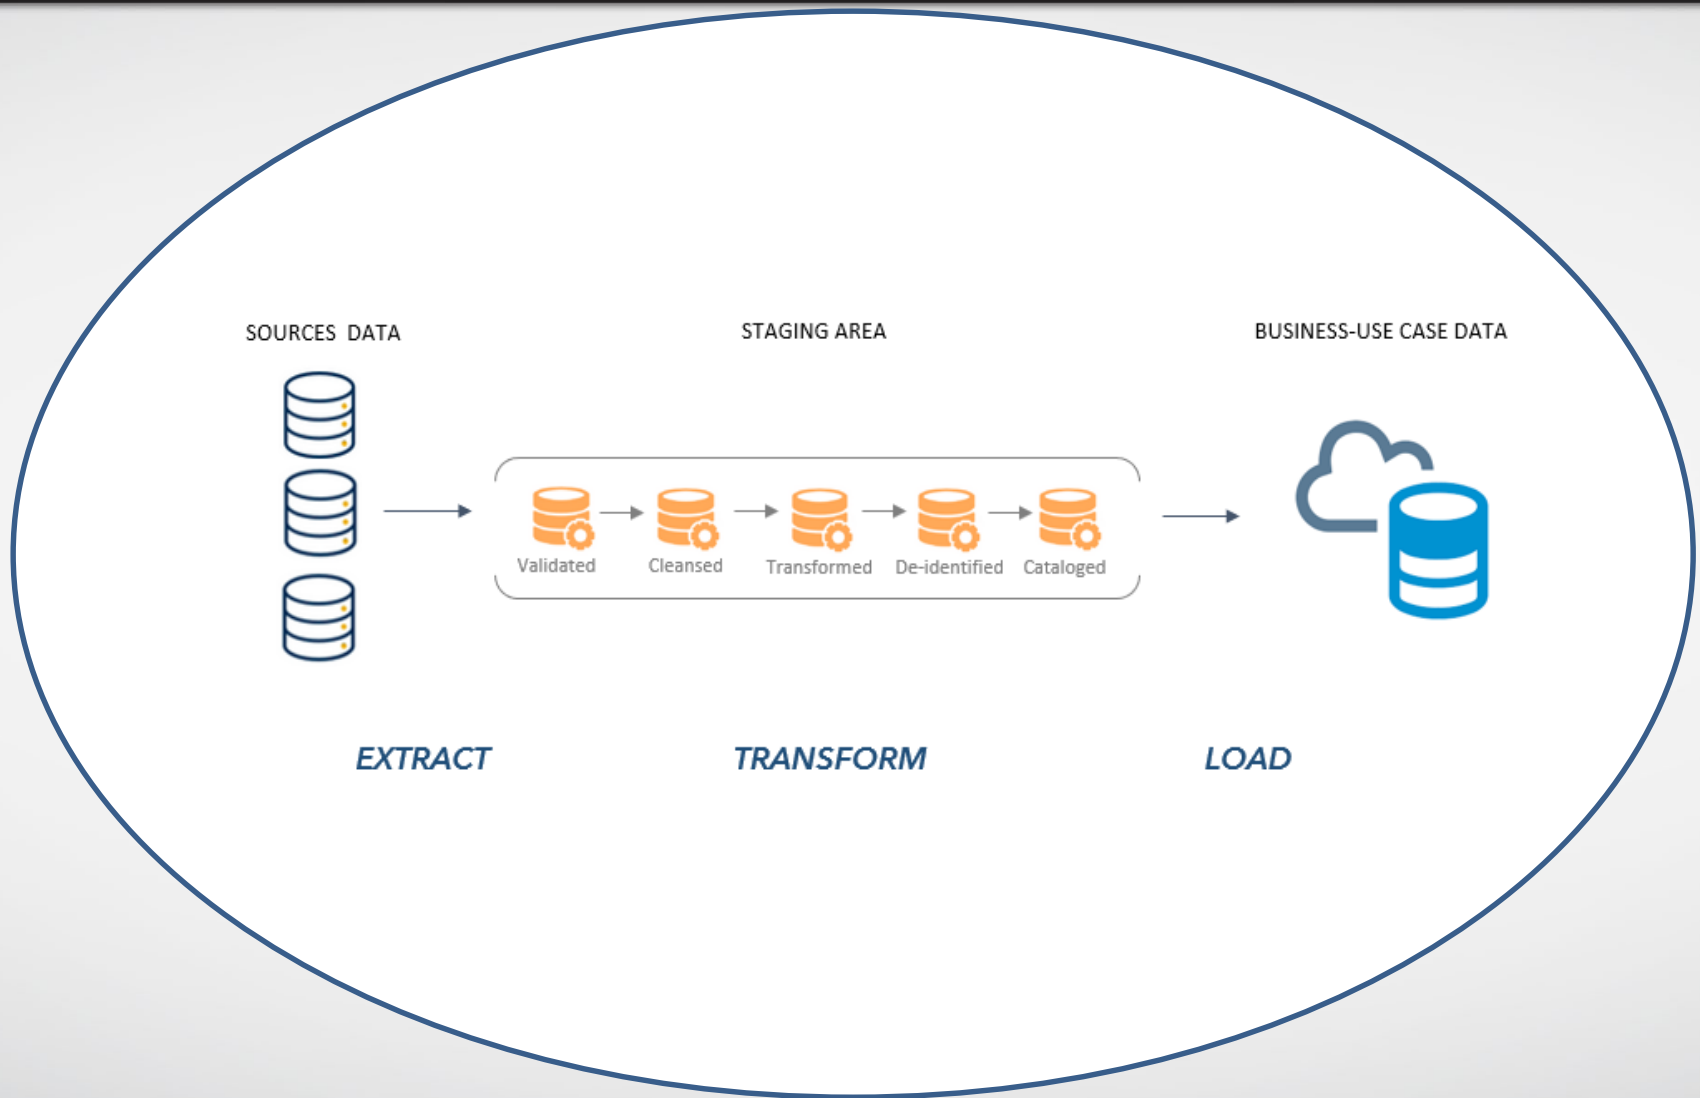 SOURCES DATA
STAGING AREA
BUSINESS-USE CASE DATA
Validated
Cleansed
Transformed
De-identified
Cataloged
EXTRACT
TRANSFORM
LOAD